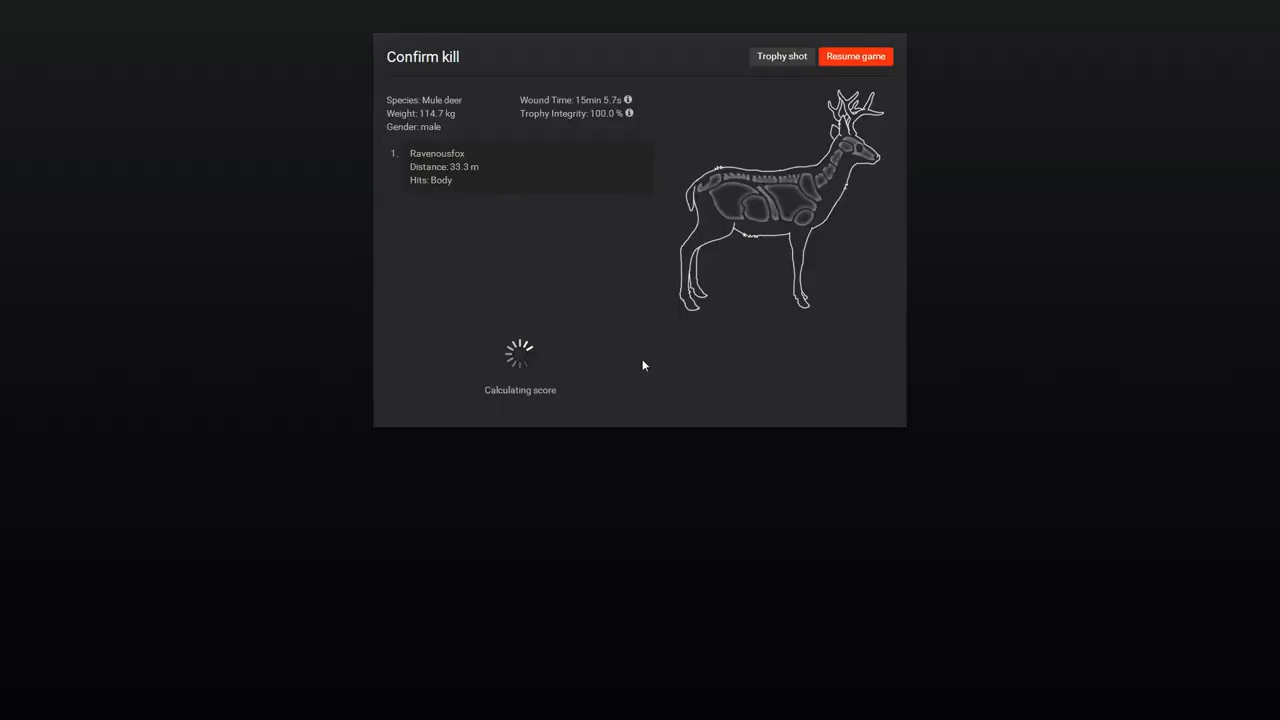 Confirm kill
Trophy shot
Resume game
Species: Mule deer
Weight: 114.7 kg
Gender: male
Wound Time: 15min 5.7s
Trophy Integrity: 100.0 %
1. Ravenousfox
Distance: 33.3 m
Hits: Body
Calculating score